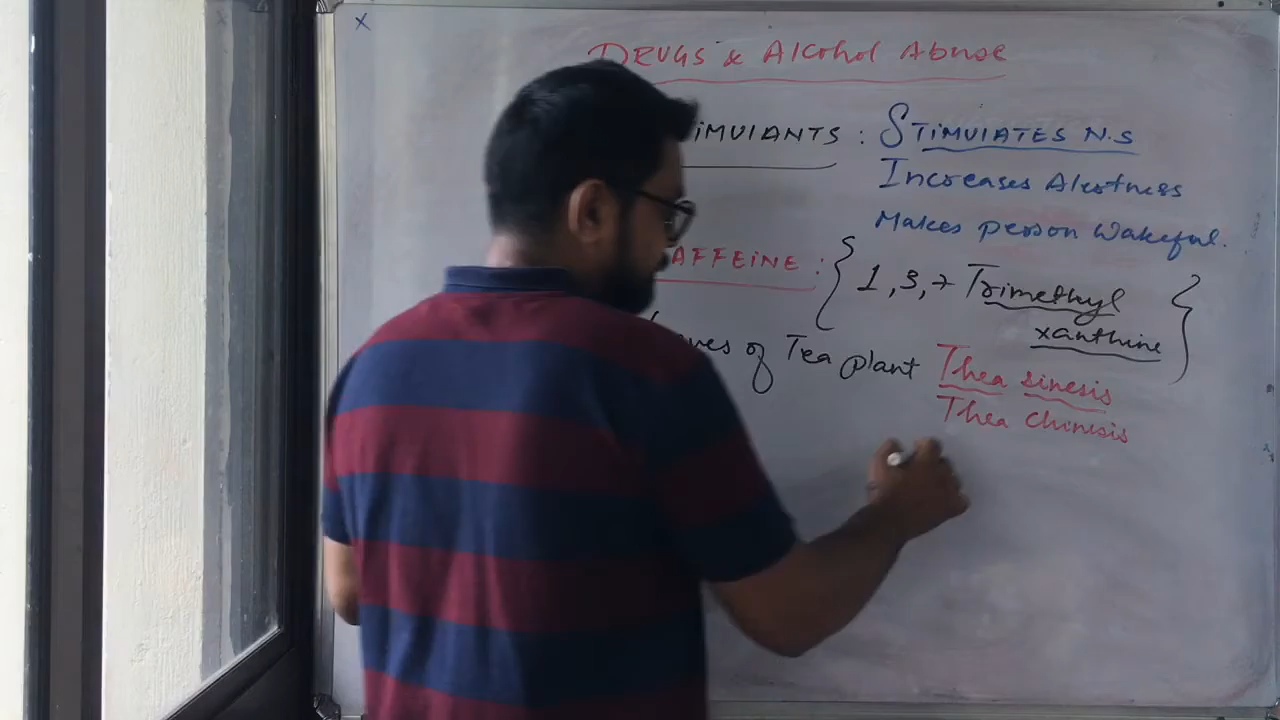 X
DRUGS & Alcohol Abuse
IMULANTS : STIMULATES N.S
Increases Alertness
Makes person Wakeful.
AFFEINE : { 1,3,7 Trimethyl
xanthine }
ves of Tea plant Thea sinesis
Thea chinesis